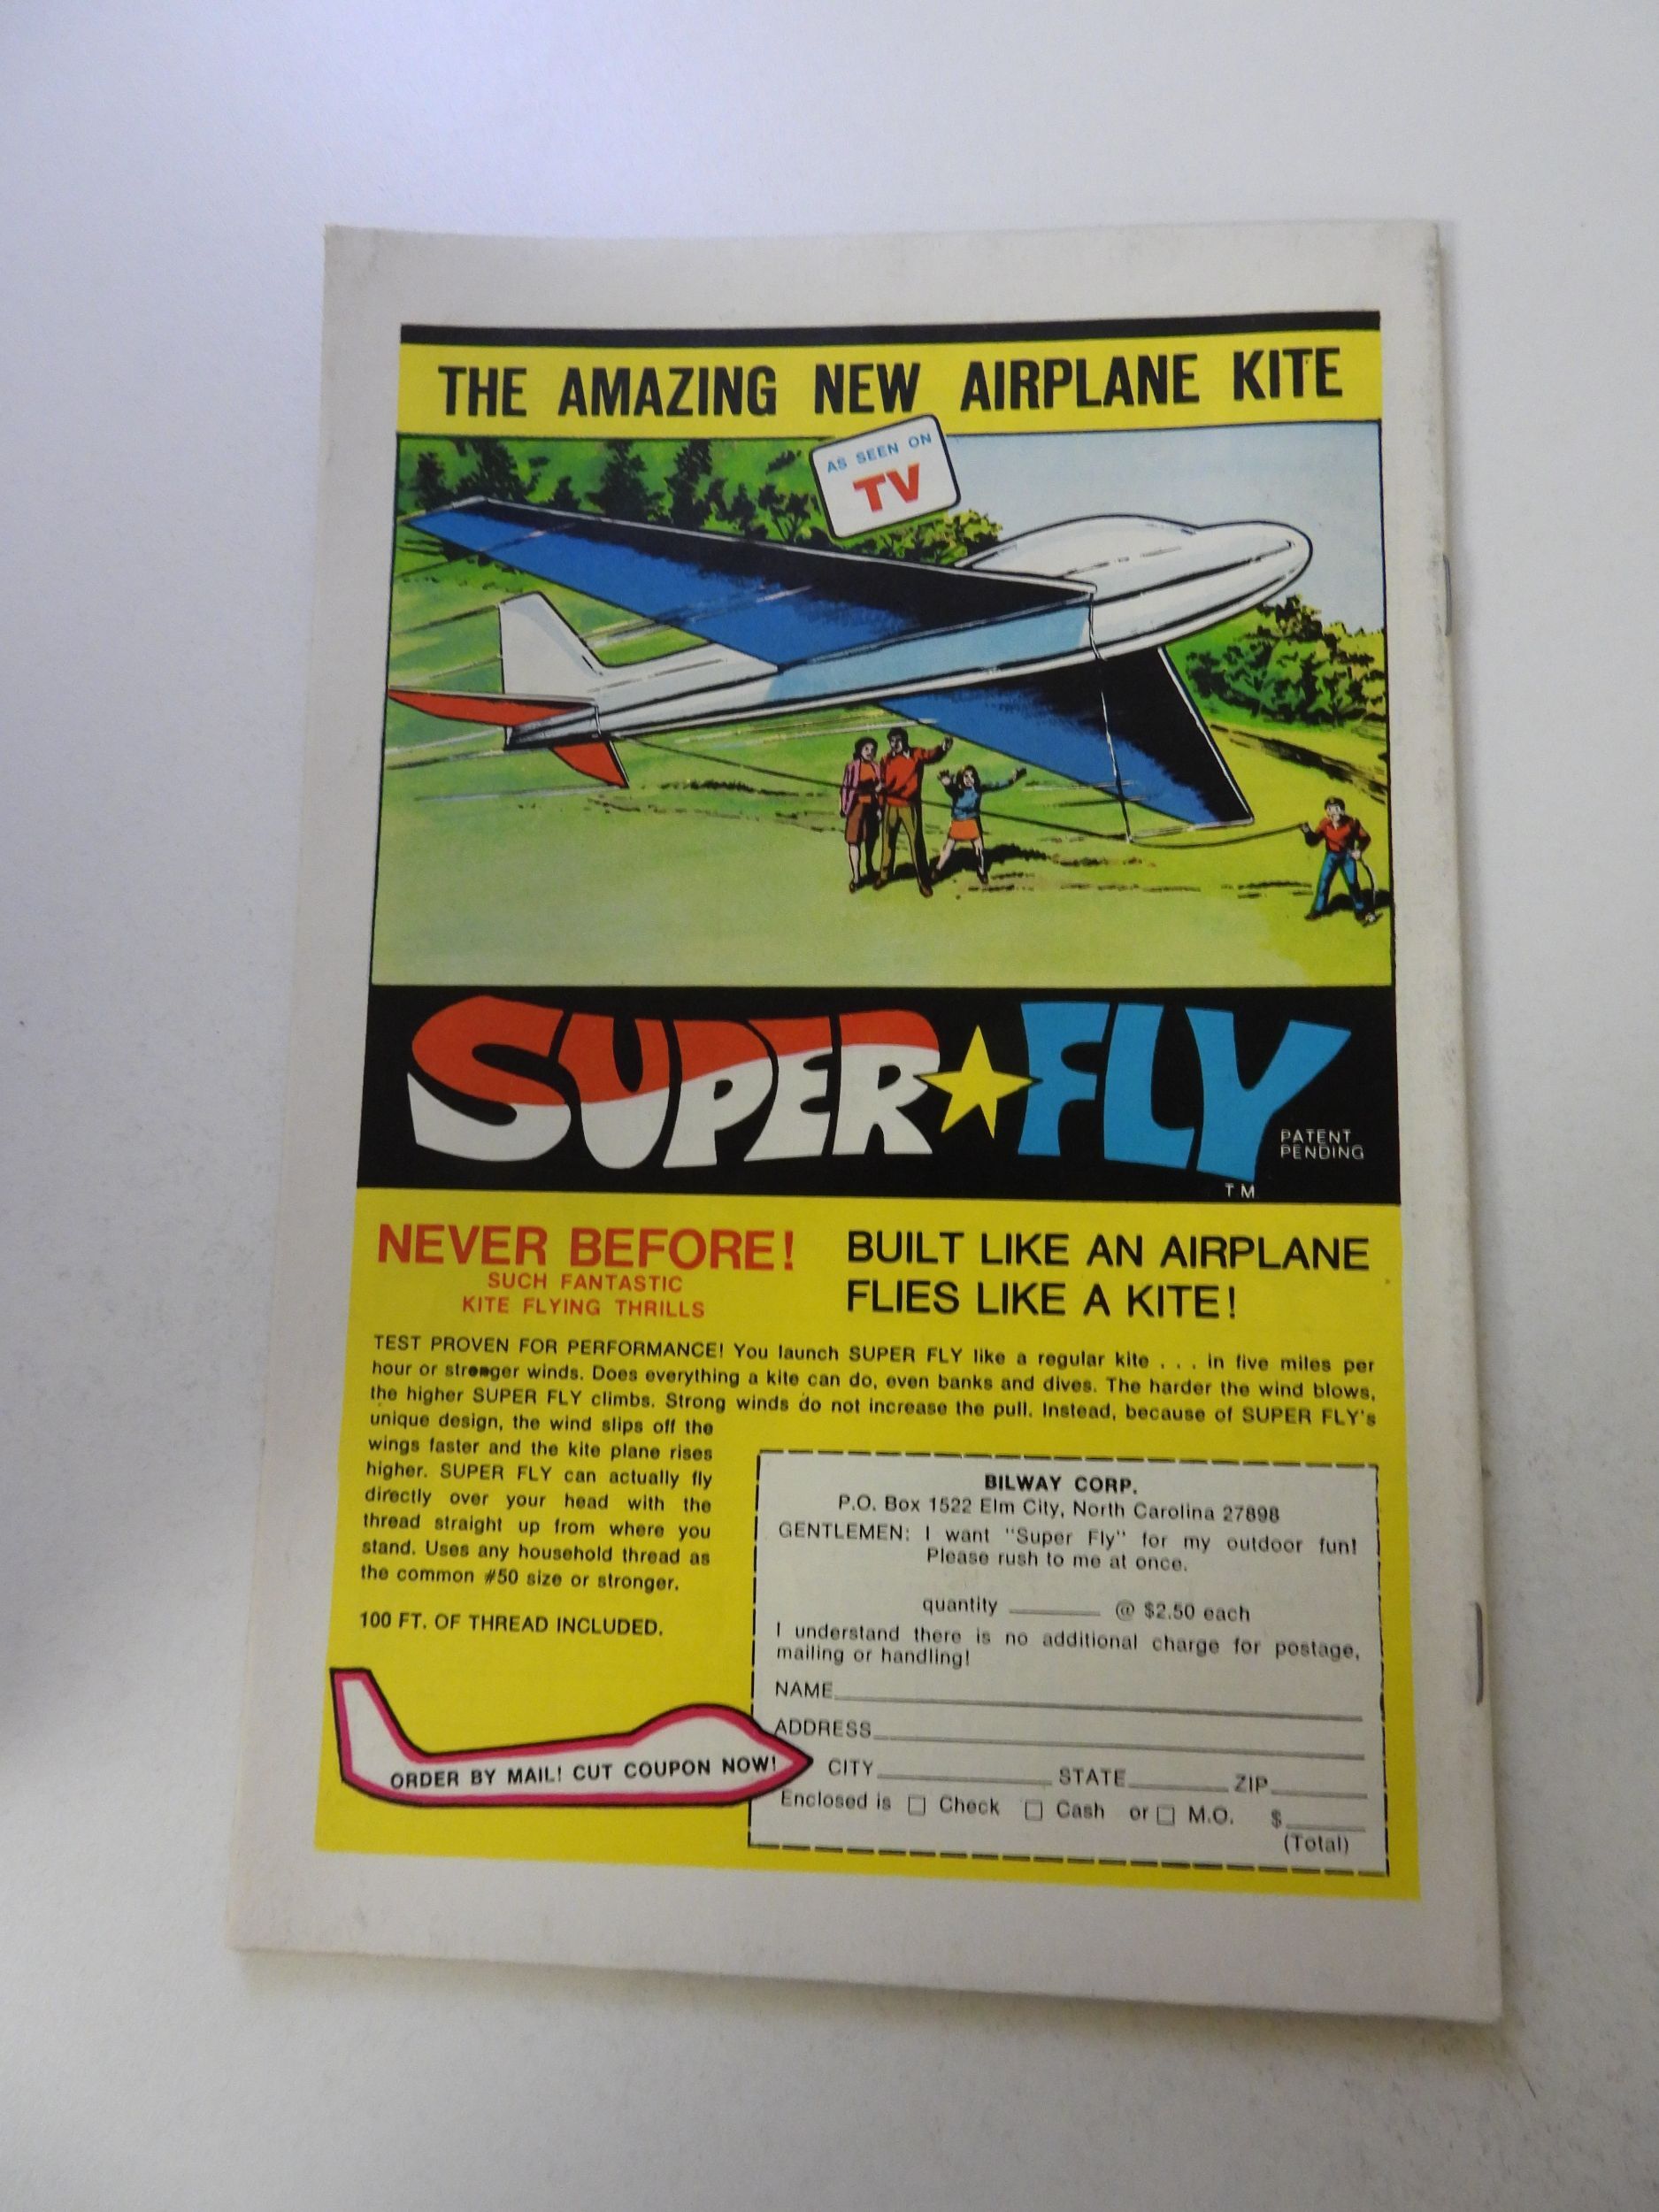 THE AMAZING NEW AIRPLANE KITE
AS SEEN ON
TV
SUPER FLY
PATENT
PENDING
TM
NEVER BEFORE!
SUCH FANTASTIC
KITE FLYING THRILLS
BUILT LIKE AN AIRPLANE
FLIES LIKE A KITE!
TEST PROVEN FOR PERFORMANCE! You launch SUPER FLY like a regular kite . . . in five miles per
hour or stronger winds. Does everything a kite can do, even banks and dives. The harder the wind blows,
the higher SUPER FLY climbs. Strong winds do not increase the pull. Instead, because of SUPER FLY's
unique design, the wind slips off the
wings faster and the kite plane rises
higher. SUPER FLY can actually fly
directly over your head with the
thread straight up from where you
stand. Uses any household thread as
the common #50 size or stronger.
100 FT. OF THREAD INCLUDED.
ORDER BY MAIL! CUT COUPON NOW!
BILWAY CORP.
P.O. Box 1522 Elm City, North Carolina 27898
GENTLEMEN: I want "Super Fly" for my outdoor fun!
Please rush to me at once.
quantity ______ @ $2.50 each
I understand there is no additional charge for postage,
mailing or handling!
NAME
ADDRESS
CITY STATE ZIP
Enclosed is □ Check □ Cash or □ M.O. $
(Total)